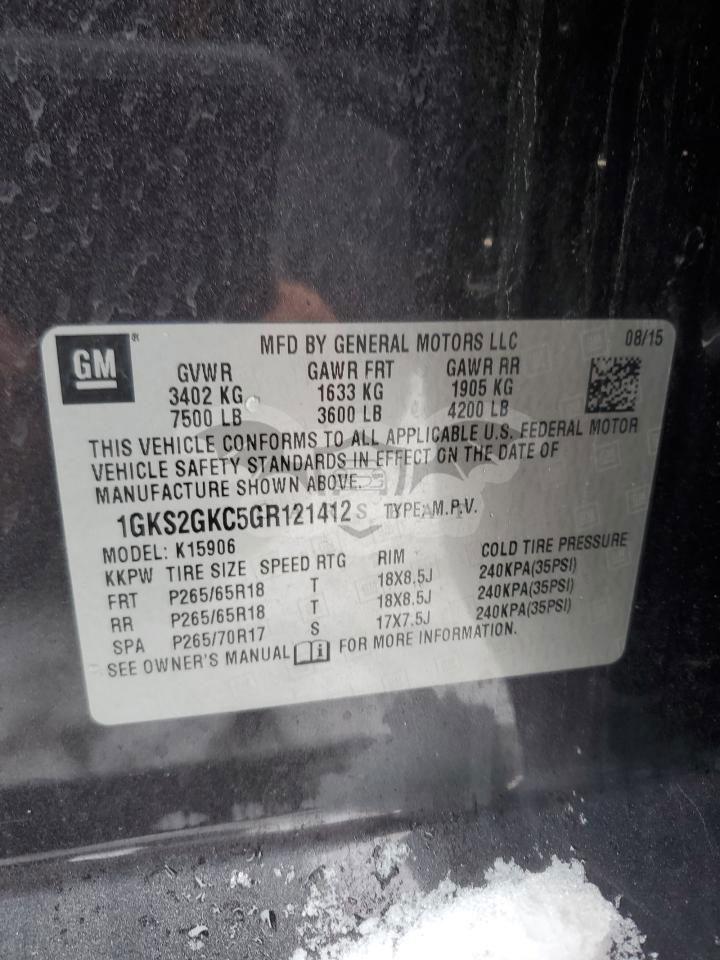 GM
MFD BY GENERAL MOTORS LLC 08/15
GVWR GAWR FRT GAWR RR
3402 KG 1633 KG 1905 KG
7500 LB 3600 LB 4200 LB
THIS VEHICLE CONFORMS TO ALL APPLICABLE U.S. FEDERAL MOTOR
VEHICLE SAFETY STANDARDS IN EFFECT ON THE DATE OF
MANUFACTURE SHOWN ABOVE.
1GKS2GKC5GR121412 S TYPE: M.P.V.
MODEL: K15906
KKPW TIRE SIZE SPEED RTG RIM COLD TIRE PRESSURE
FRT P265/65R18 T 18X8.5J 240KPA(35PSI)
RR P265/65R18 T 18X8.5J 240KPA(35PSI)
SPA P265/70R17 S 17X7.5J 240KPA(35PSI)
SEE OWNER'S MANUAL i FOR MORE INFORMATION.